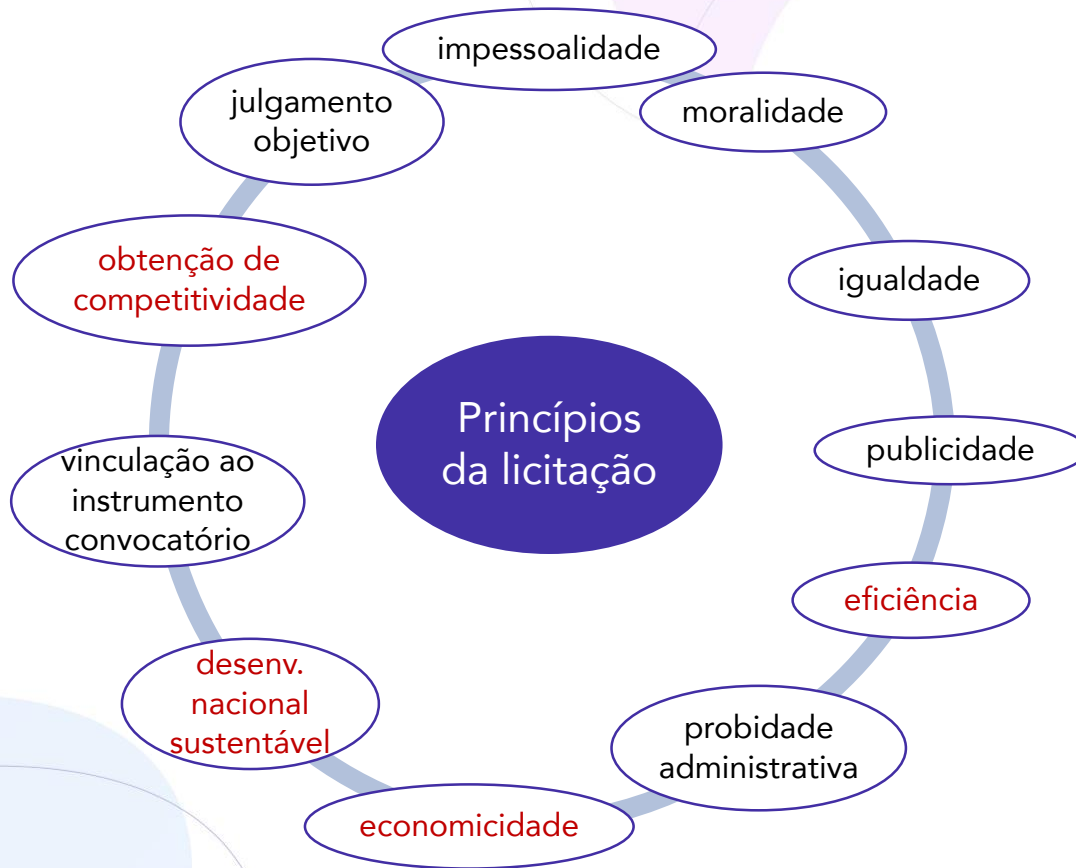 impessoalidade
julgamento
objetivo
moralidade
obtenção de
competitividade
igualdade
Princípios
da licitação
publicidade
vinculação ao
instrumento
convocatório
eficiência
desenv.
nacional
sustentável
probidade
administrativa
economicidade